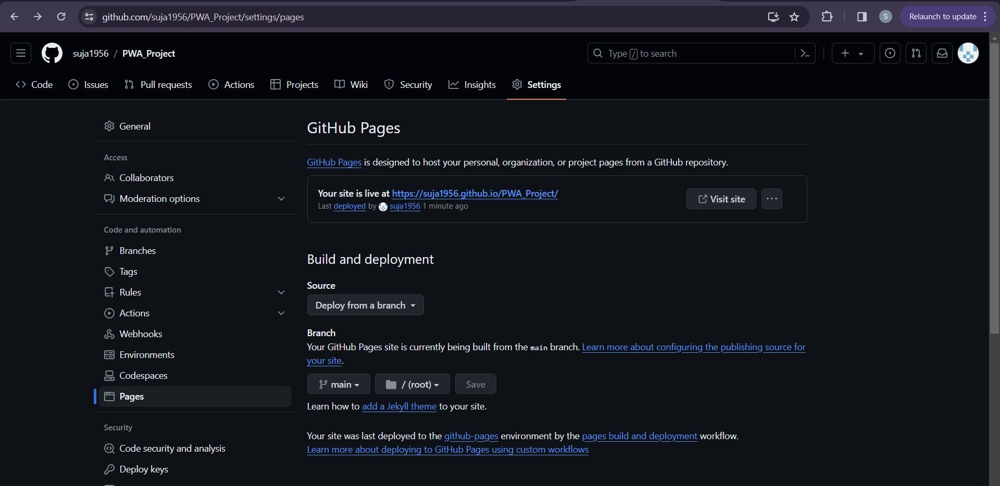 github.com/suja1956/PWA_Project/settings/pages
S
Relaunch to update
suja1956 / PWA_Project
Type / to search
Code
Issues
Pull requests
Actions
Projects
Wiki
Security
Insights
Settings
General
Access
Collaborators
Moderation options
Code and automation
Branches
Tags
Rules
Actions
Webhooks
Environments
Codespaces
Pages
Security
Code security and analysis
Deploy keys
GitHub Pages
GitHub Pages is designed to host your personal, organization, or project pages from a GitHub repository.
Your site is live at https://suja1956.github.io/PWA_Project/
Last deployed by suja1956 1 minute ago
Visit site
Build and deployment
Source
Deploy from a branch
Branch
Your GitHub Pages site is currently being built from the main branch. Learn more about configuring the publishing source for
your site.
main
/ (root)
Save
Learn how to add a Jekyll theme to your site.
Your site was last deployed to the github-pages environment by the pages build and deployment workflow.
Learn more about deploying to GitHub Pages using custom workflows